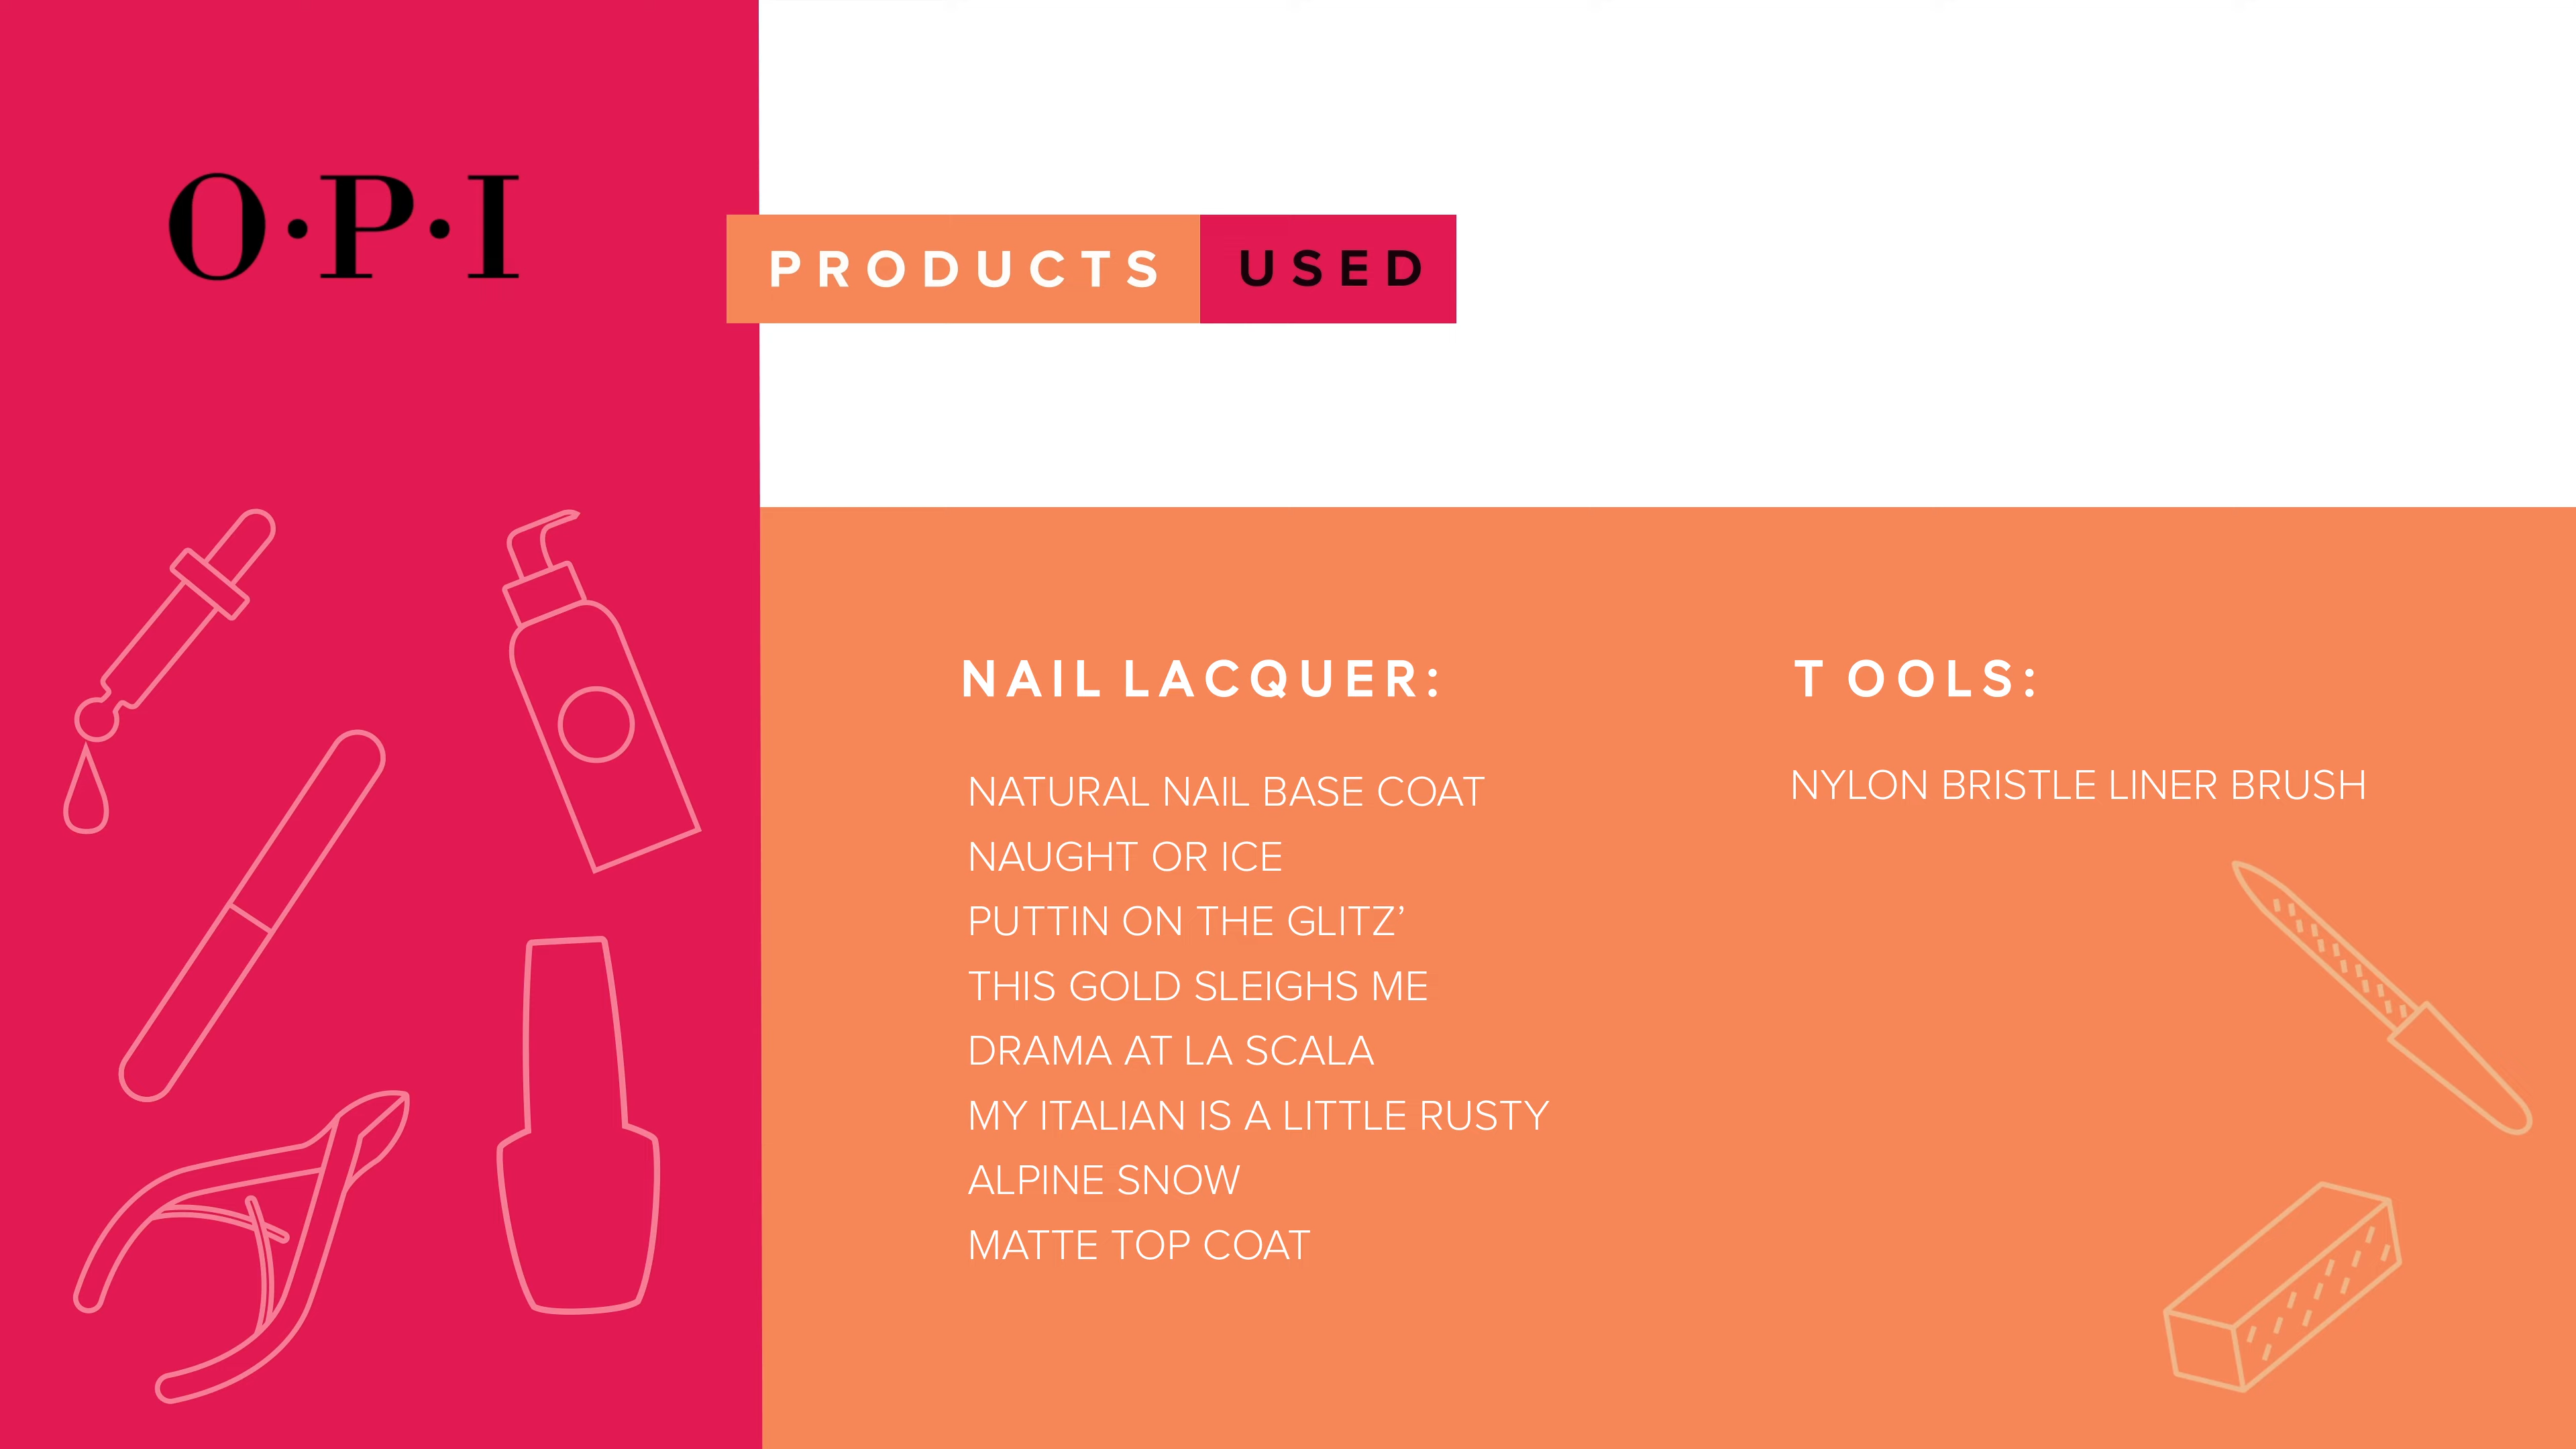 O·P·I
PRODUCTS USED
NAIL LACQUER:
NATURAL NAIL BASE COAT
NAUGHT OR ICE
PUTTIN ON THE GLITZ’
THIS GOLD SLEIGHS ME
DRAMA AT LA SCALA
MY ITALIAN IS A LITTLE RUSTY
ALPINE SNOW
MATTE TOP COAT
TOOLS:
NYLON BRISTLE LINER BRUSH